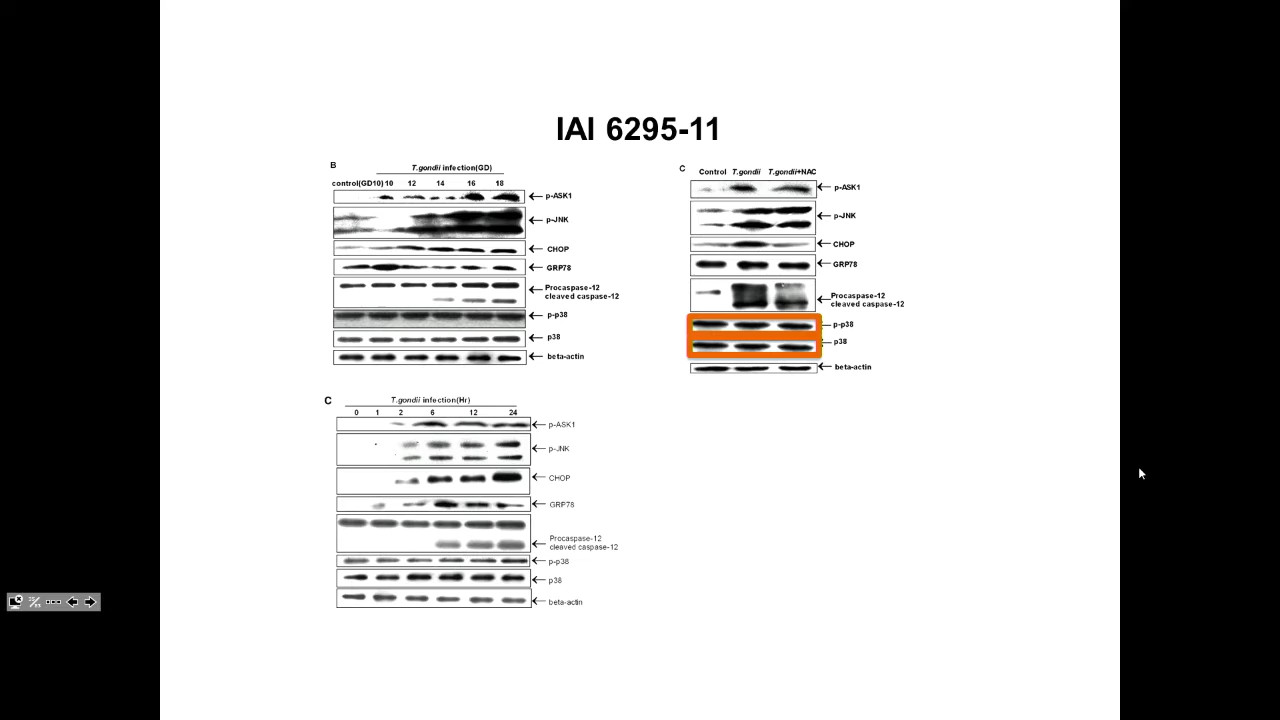 IAI 6295-11
B
T.gondii infection(GD)
control(GD10) 10 12 14 16 18
p-ASK1
p-JNK
CHOP
GRP78
Procaspase-12
cleaved caspase-12
p-p38
p38
beta-actin
C
Control T.gondii T.gondii+NAC
p-ASK1
p-JNK
CHOP
GRP78
Procaspase-12
cleaved caspase-12
p-p38
p38
beta-actin
C
T.gondii infection(Hr)
0 1 2 6 12 24
p-ASK1
p-JNK
CHOP
GRP78
Procaspase-12
cleaved caspase-12
p-p38
p38
beta-actin